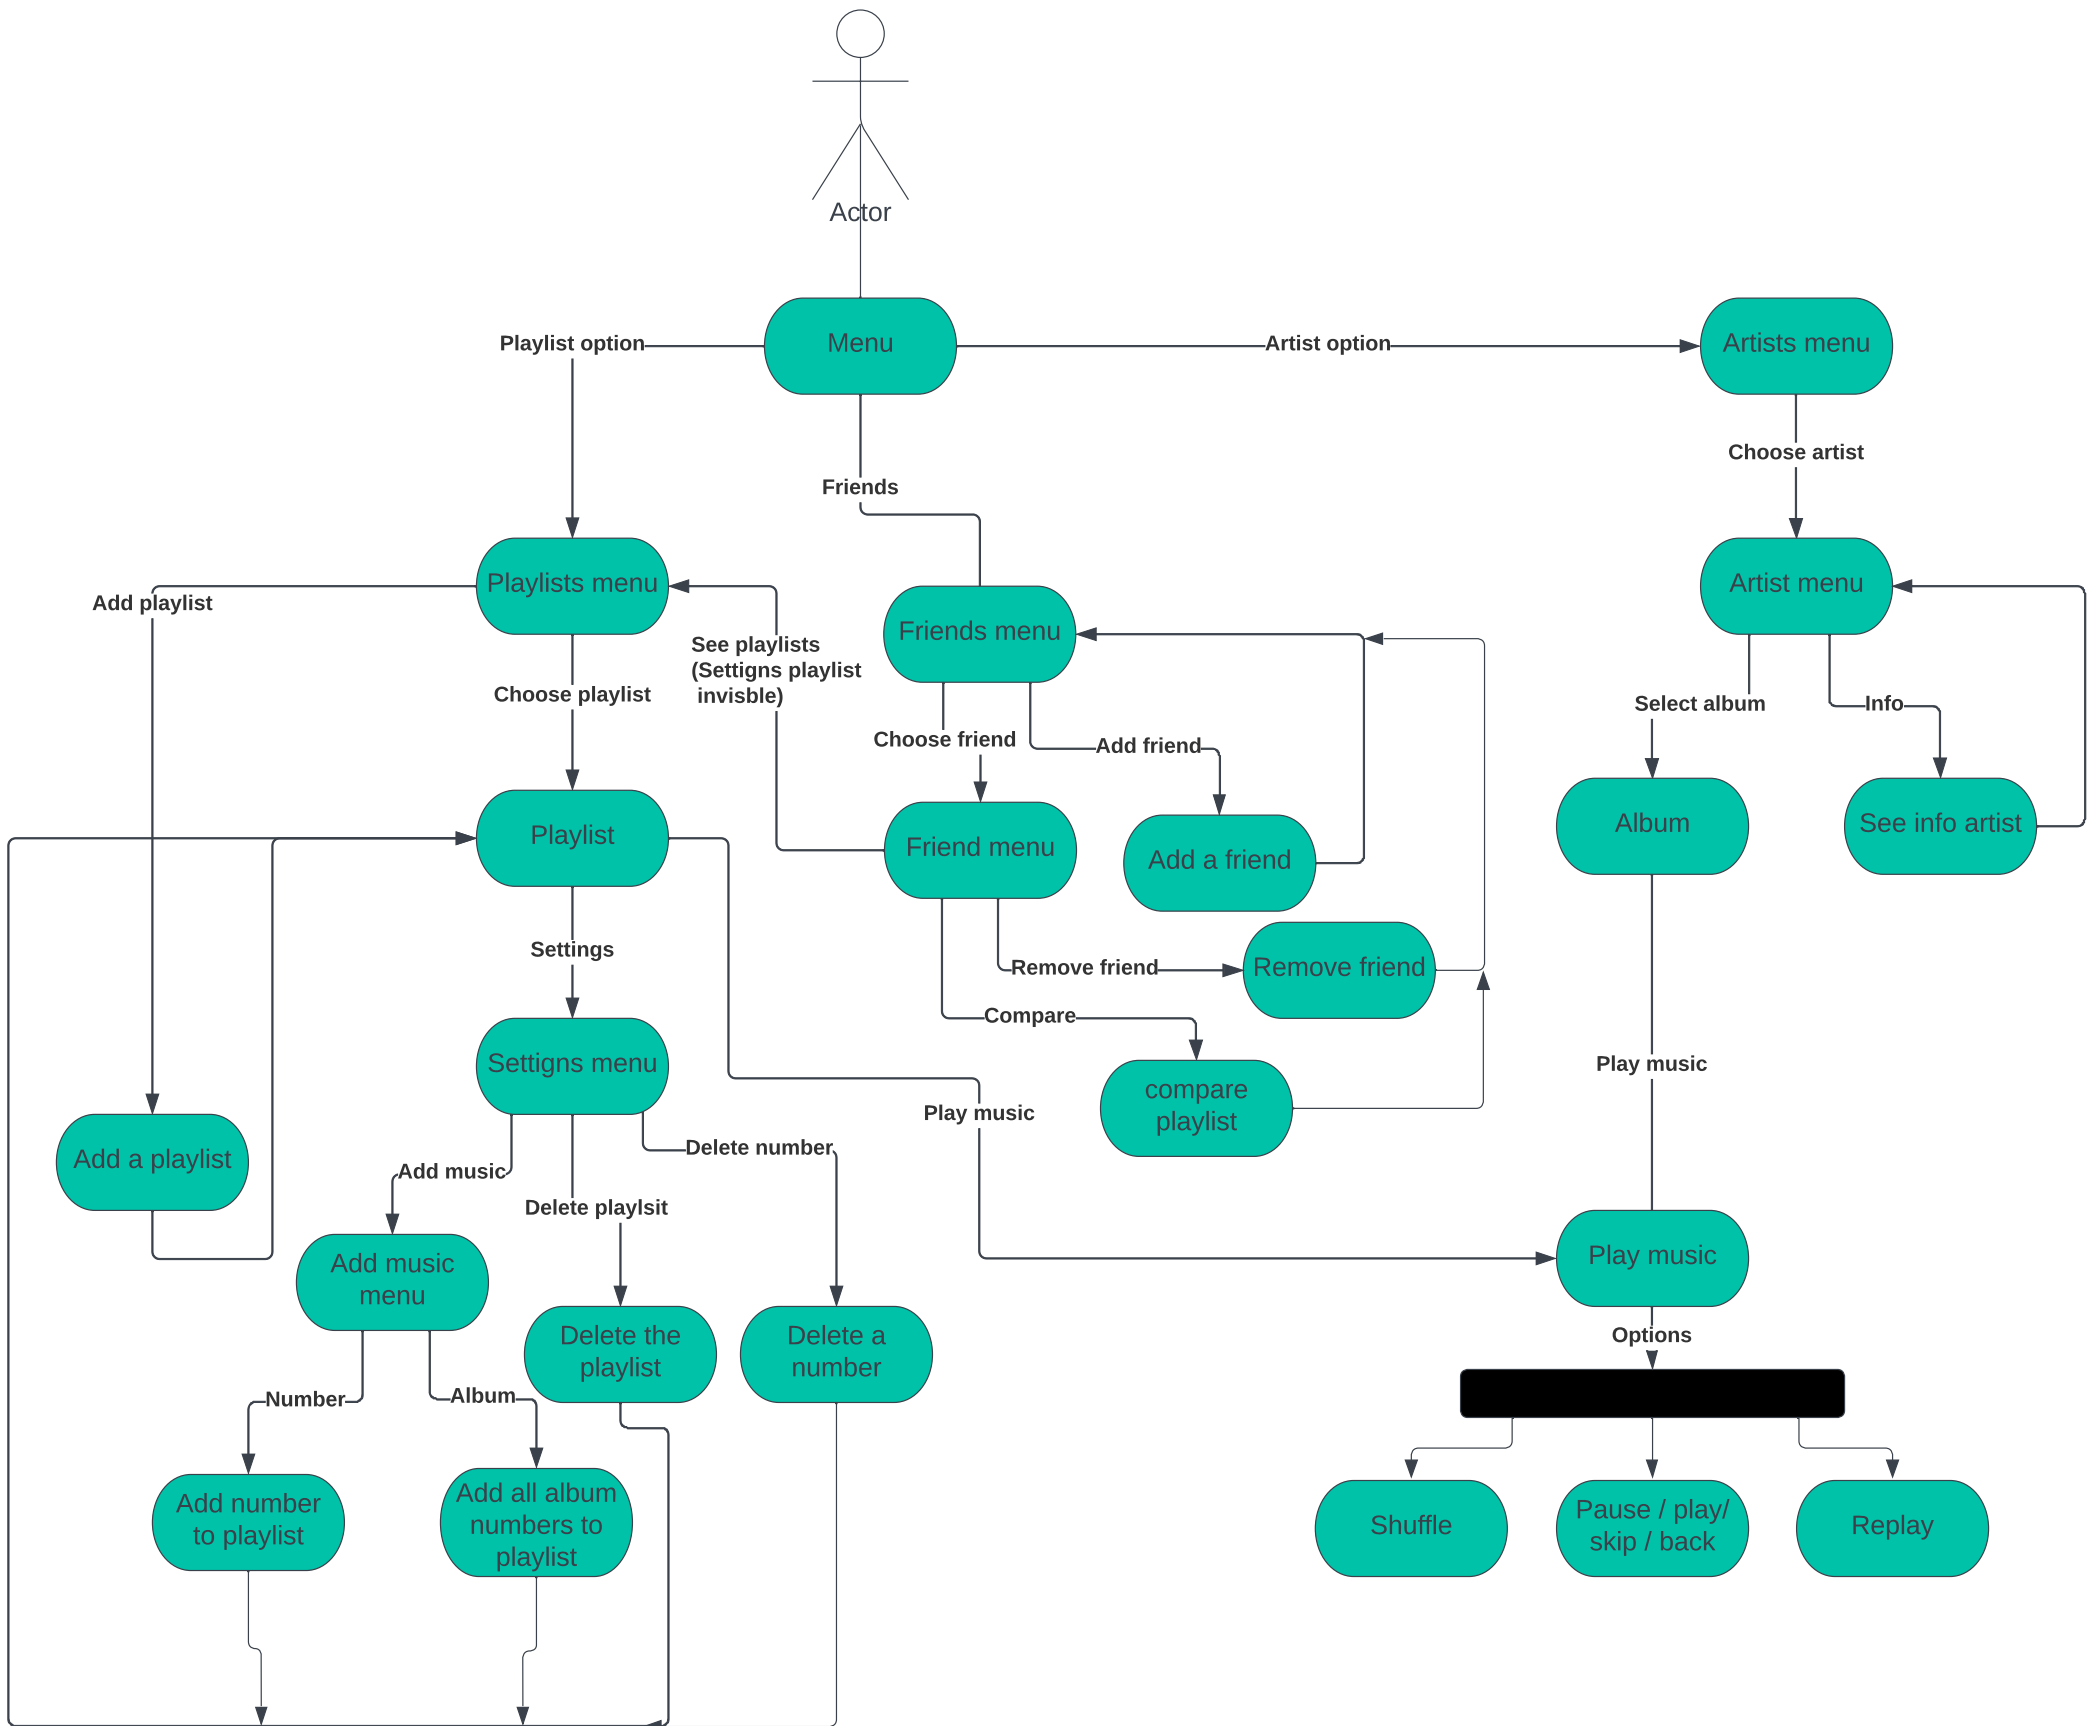 Actor
Menu
Playlist option
Artist option
Artists menu
Choose artist
Friends
Playlists menu
Artist menu
Add playlist
Friends menu
See playlists
(Settigns playlist
invisble)
Choose playlist
Choose friend
Add friend
Select album
Info
Playlist
Friend menu
Add a friend
Album
See info artist
Settings
Remove friend
Remove friend
Compare
Settigns menu
compare
playlist
Play music
Play music
Add a playlist
Add music
Delete number
Delete playlsit
Add music
menu
Play music
Delete the
playlist
Delete a
number
Options
Number
Album
Add number
to playlist
Add all album
numbers to
playlist
Shuffle
Pause / play/
skip / back
Replay